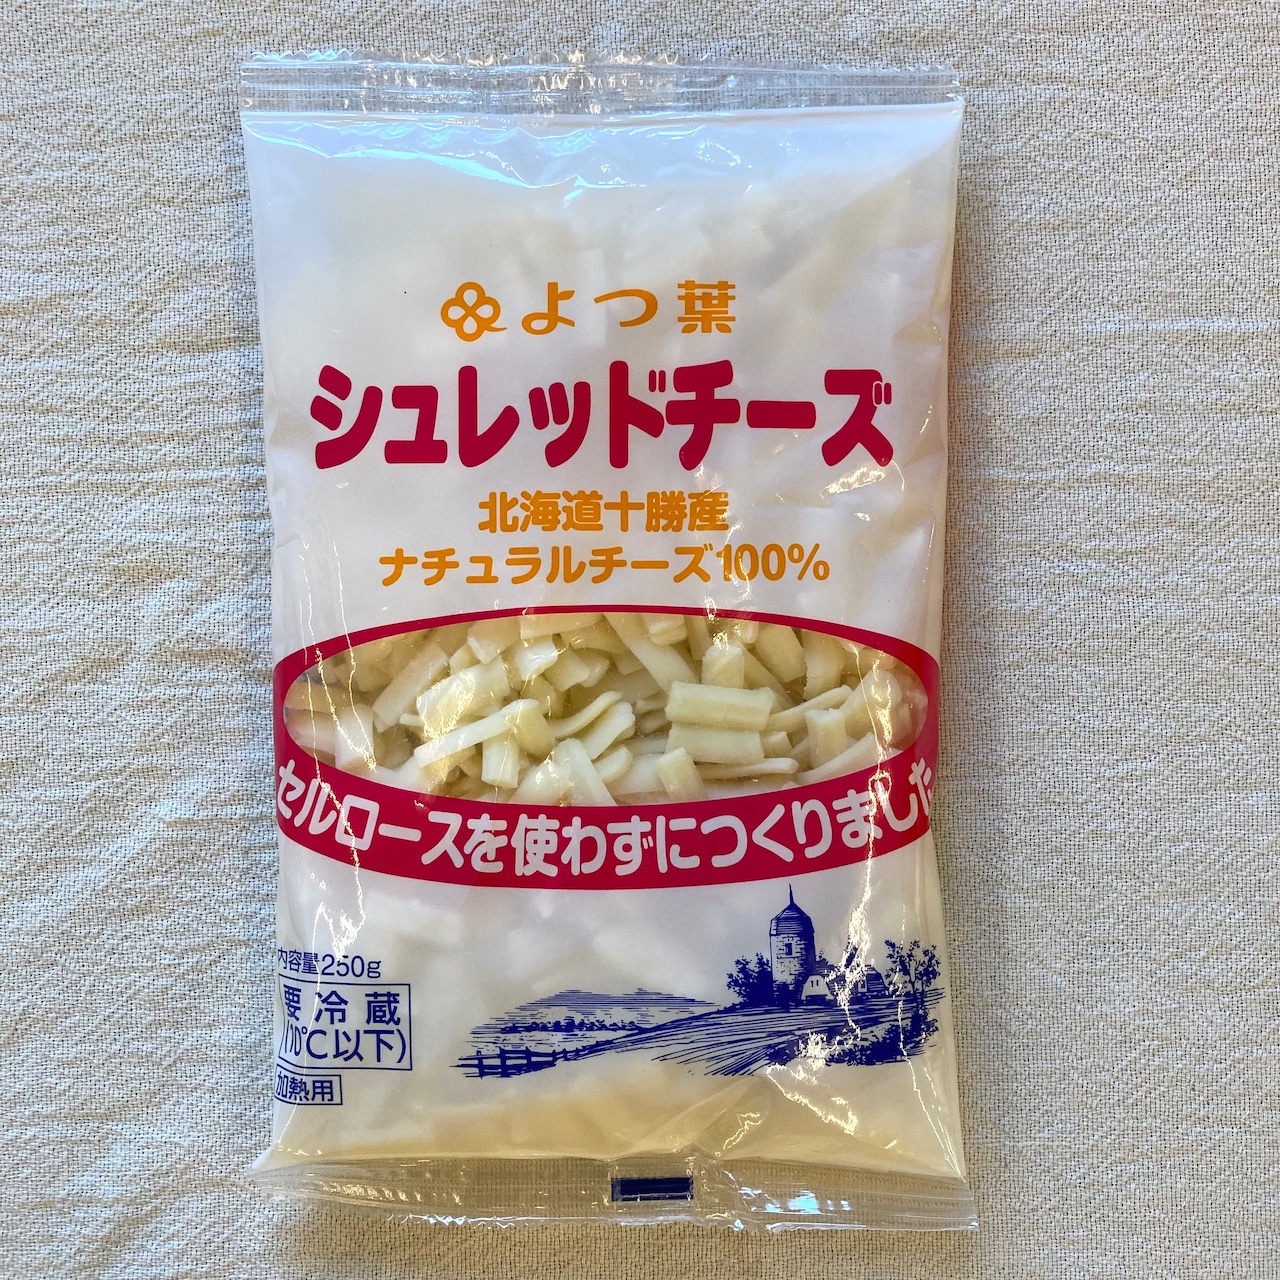 よつ葉
シュレッドチーズ
北海道十勝産
ナチュラルチーズ100%
セルロースを使わずにつくりました
内容量250g
要冷蔵
(10℃以下)
加熱用